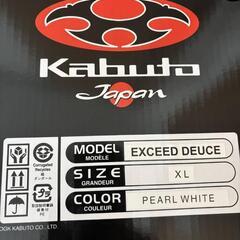 Kabuto
Japan
MODEL
MODÈLE
EXCEED DEUCE
SIZE
GRANDEUR
XL
COLOR
COULEUR
PEARL WHITE
Corrugated
Recycles
OGK KABUTO CO., LTD.